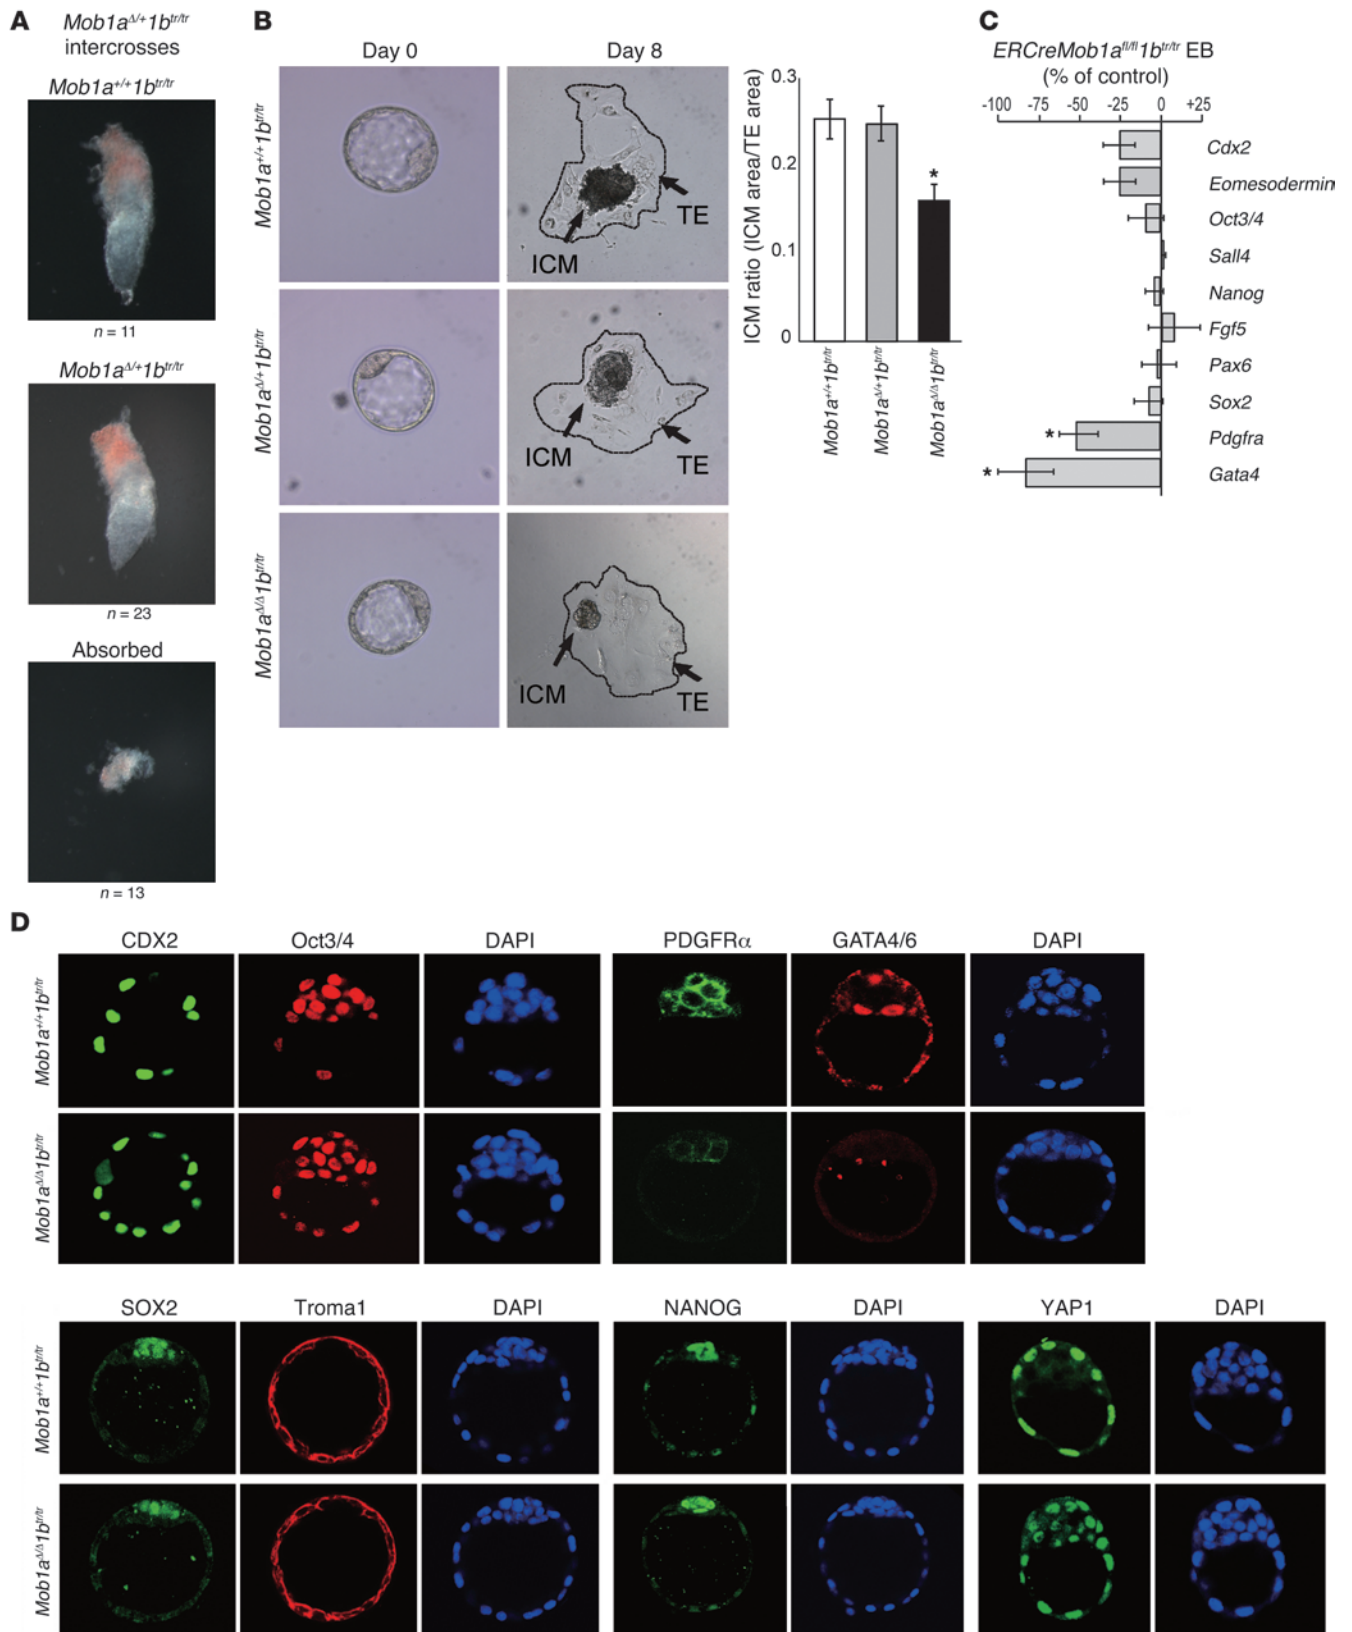 A
Mob1aΔ/+1btr/tr
intercrosses
Mob1a+/+1btr/tr
n = 11
Mob1aΔ/+1btr/tr
n = 23
Absorbed
n = 13
B
Day 0
Day 8
Mob1a+/+1btr/tr
ICM
TE
Mob1aΔ/+1btr/tr
ICM
TE
Mob1aΔ/Δ1btr/tr
ICM
TE
ICM ratio (ICM area/TE area)
0.3
0.2
0.1
0
*
Mob1a+/+1btr/tr
Mob1aΔ/+1btr/tr
Mob1aΔ/Δ1btr/tr
C
ERCreMob1afl/fl1btr/tr EB
(% of control)
-100 -75 -50 -25 0 +25
Cdx2
Eomesodermin
Oct3/4
Sall4
Nanog
Fgf5
Pax6
Sox2
* Pdgfra
* Gata4
D
CDX2 Oct3/4 DAPI PDGFRα GATA4/6 DAPI
Mob1a+/+1btr/tr
Mob1aΔ/Δ1btr/tr
SOX2 Troma1 DAPI NANOG DAPI YAP1 DAPI
Mob1a+/+1btr/tr
Mob1aΔ/Δ1btr/tr